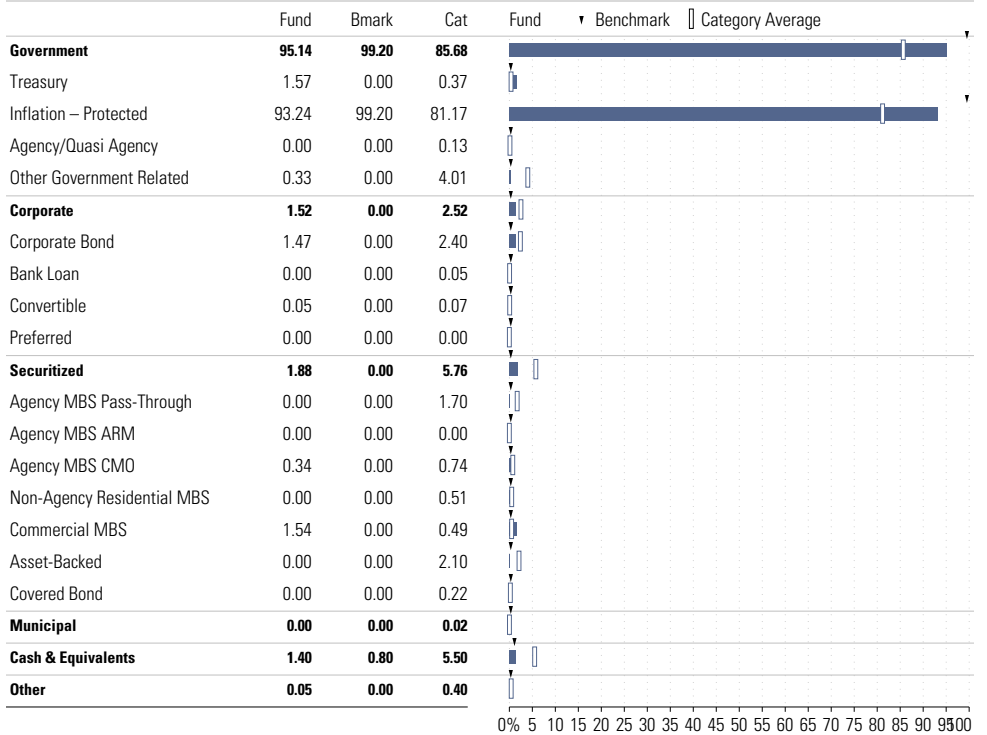 Fund Bmark Cat Fund Benchmark Category Average
Government 95.14 99.20 85.68
Treasury 1.57 0.00 0.37
Inflation – Protected 93.24 99.20 81.17
Agency/Quasi Agency 0.00 0.00 0.13
Other Government Related 0.33 0.00 4.01
Corporate 1.52 0.00 2.52
Corporate Bond 1.47 0.00 2.40
Bank Loan 0.00 0.00 0.05
Convertible 0.05 0.00 0.07
Preferred 0.00 0.00 0.00
Securitized 1.88 0.00 5.76
Agency MBS Pass-Through 0.00 0.00 1.70
Agency MBS ARM 0.00 0.00 0.00
Agency MBS CMO 0.34 0.00 0.74
Non-Agency Residential MBS 0.00 0.00 0.51
Commercial MBS 1.54 0.00 0.49
Asset-Backed 0.00 0.00 2.10
Covered Bond 0.00 0.00 0.22
Municipal 0.00 0.00 0.02
Cash & Equivalents 1.40 0.80 5.50
Other 0.05 0.00 0.40
0% 5 10 15 20 25 30 35 40 45 50 55 60 65 70 75 80 85 90 95 100